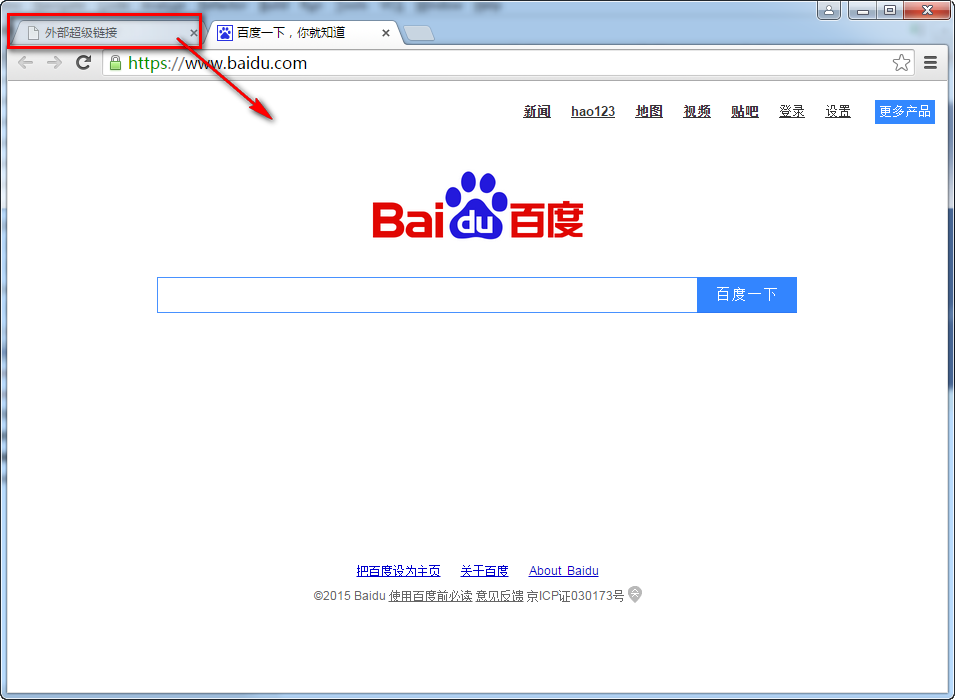 外部超级链接
百度一下，你就知道
https://www.baidu.com
新闻 hao123 地图 视频 贴吧 登录 设置 更多产品
Bai du 百度
百度一下
把百度设为主页 关于百度 About Baidu
©2015 Baidu 使用百度前必读 意见反馈 京ICP证030173号